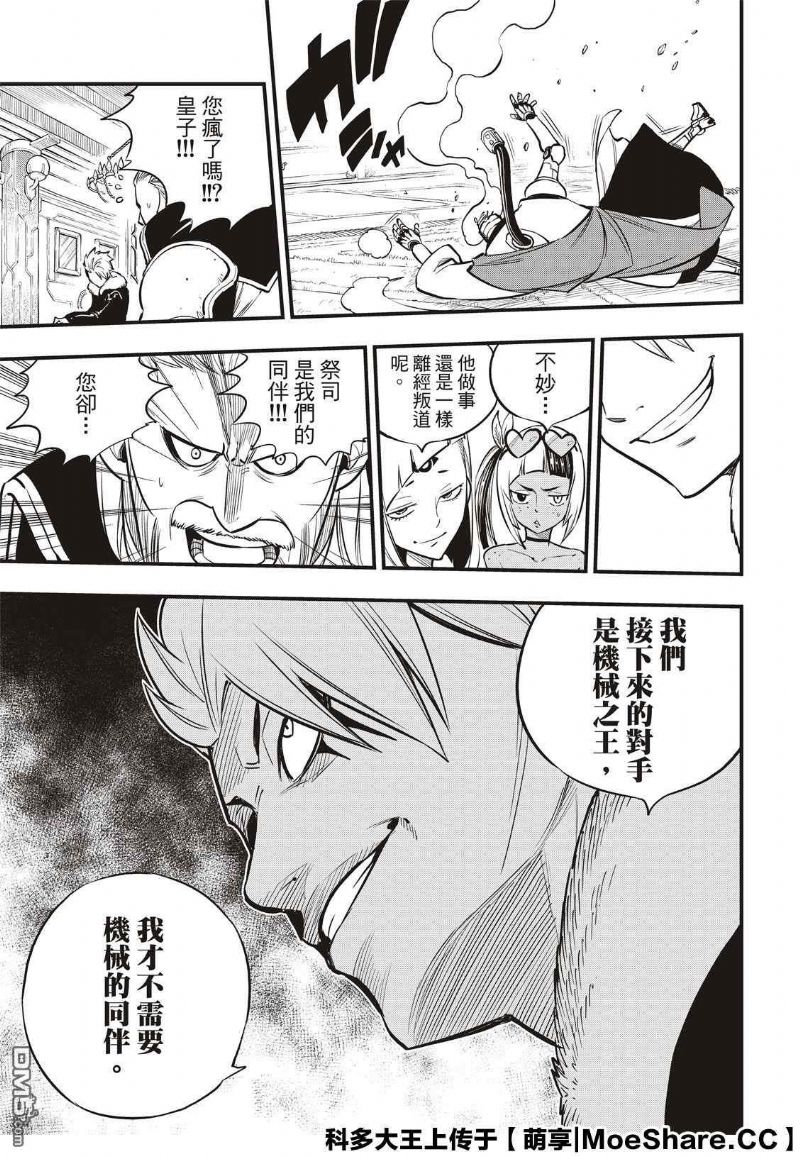 您瘋了嗎!!?
皇子!!!
不妙…
他做事
還是一樣
離經叛道
呢。
祭司
是我們的
同伴!!!
您卻…
我們
接下來的對手
是機械之王，
我才不需要
機械的同伴。
DMS5.com
科多大王上传于【萌享|MoeShare.CC】